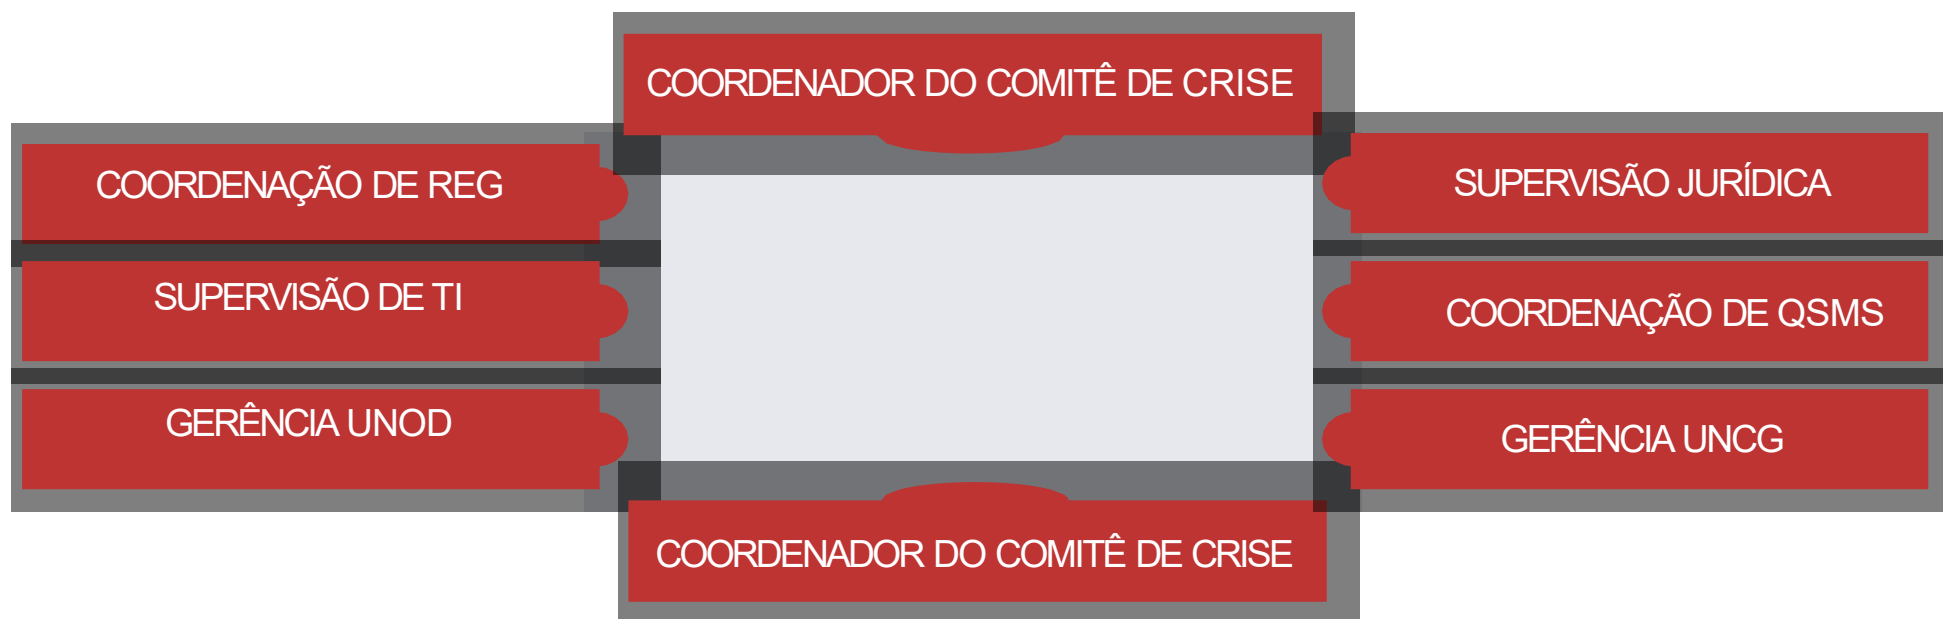 COORDENADOR DO COMITÊ DE CRISE
COORDENAÇÃO DE REG
SUPERVISÃO JURÍDICA
SUPERVISÃO DE TI
COORDENAÇÃO DE QSMS
GERÊNCIA UNOD
GERÊNCIA UNCG
COORDENADOR DO COMITÊ DE CRISE